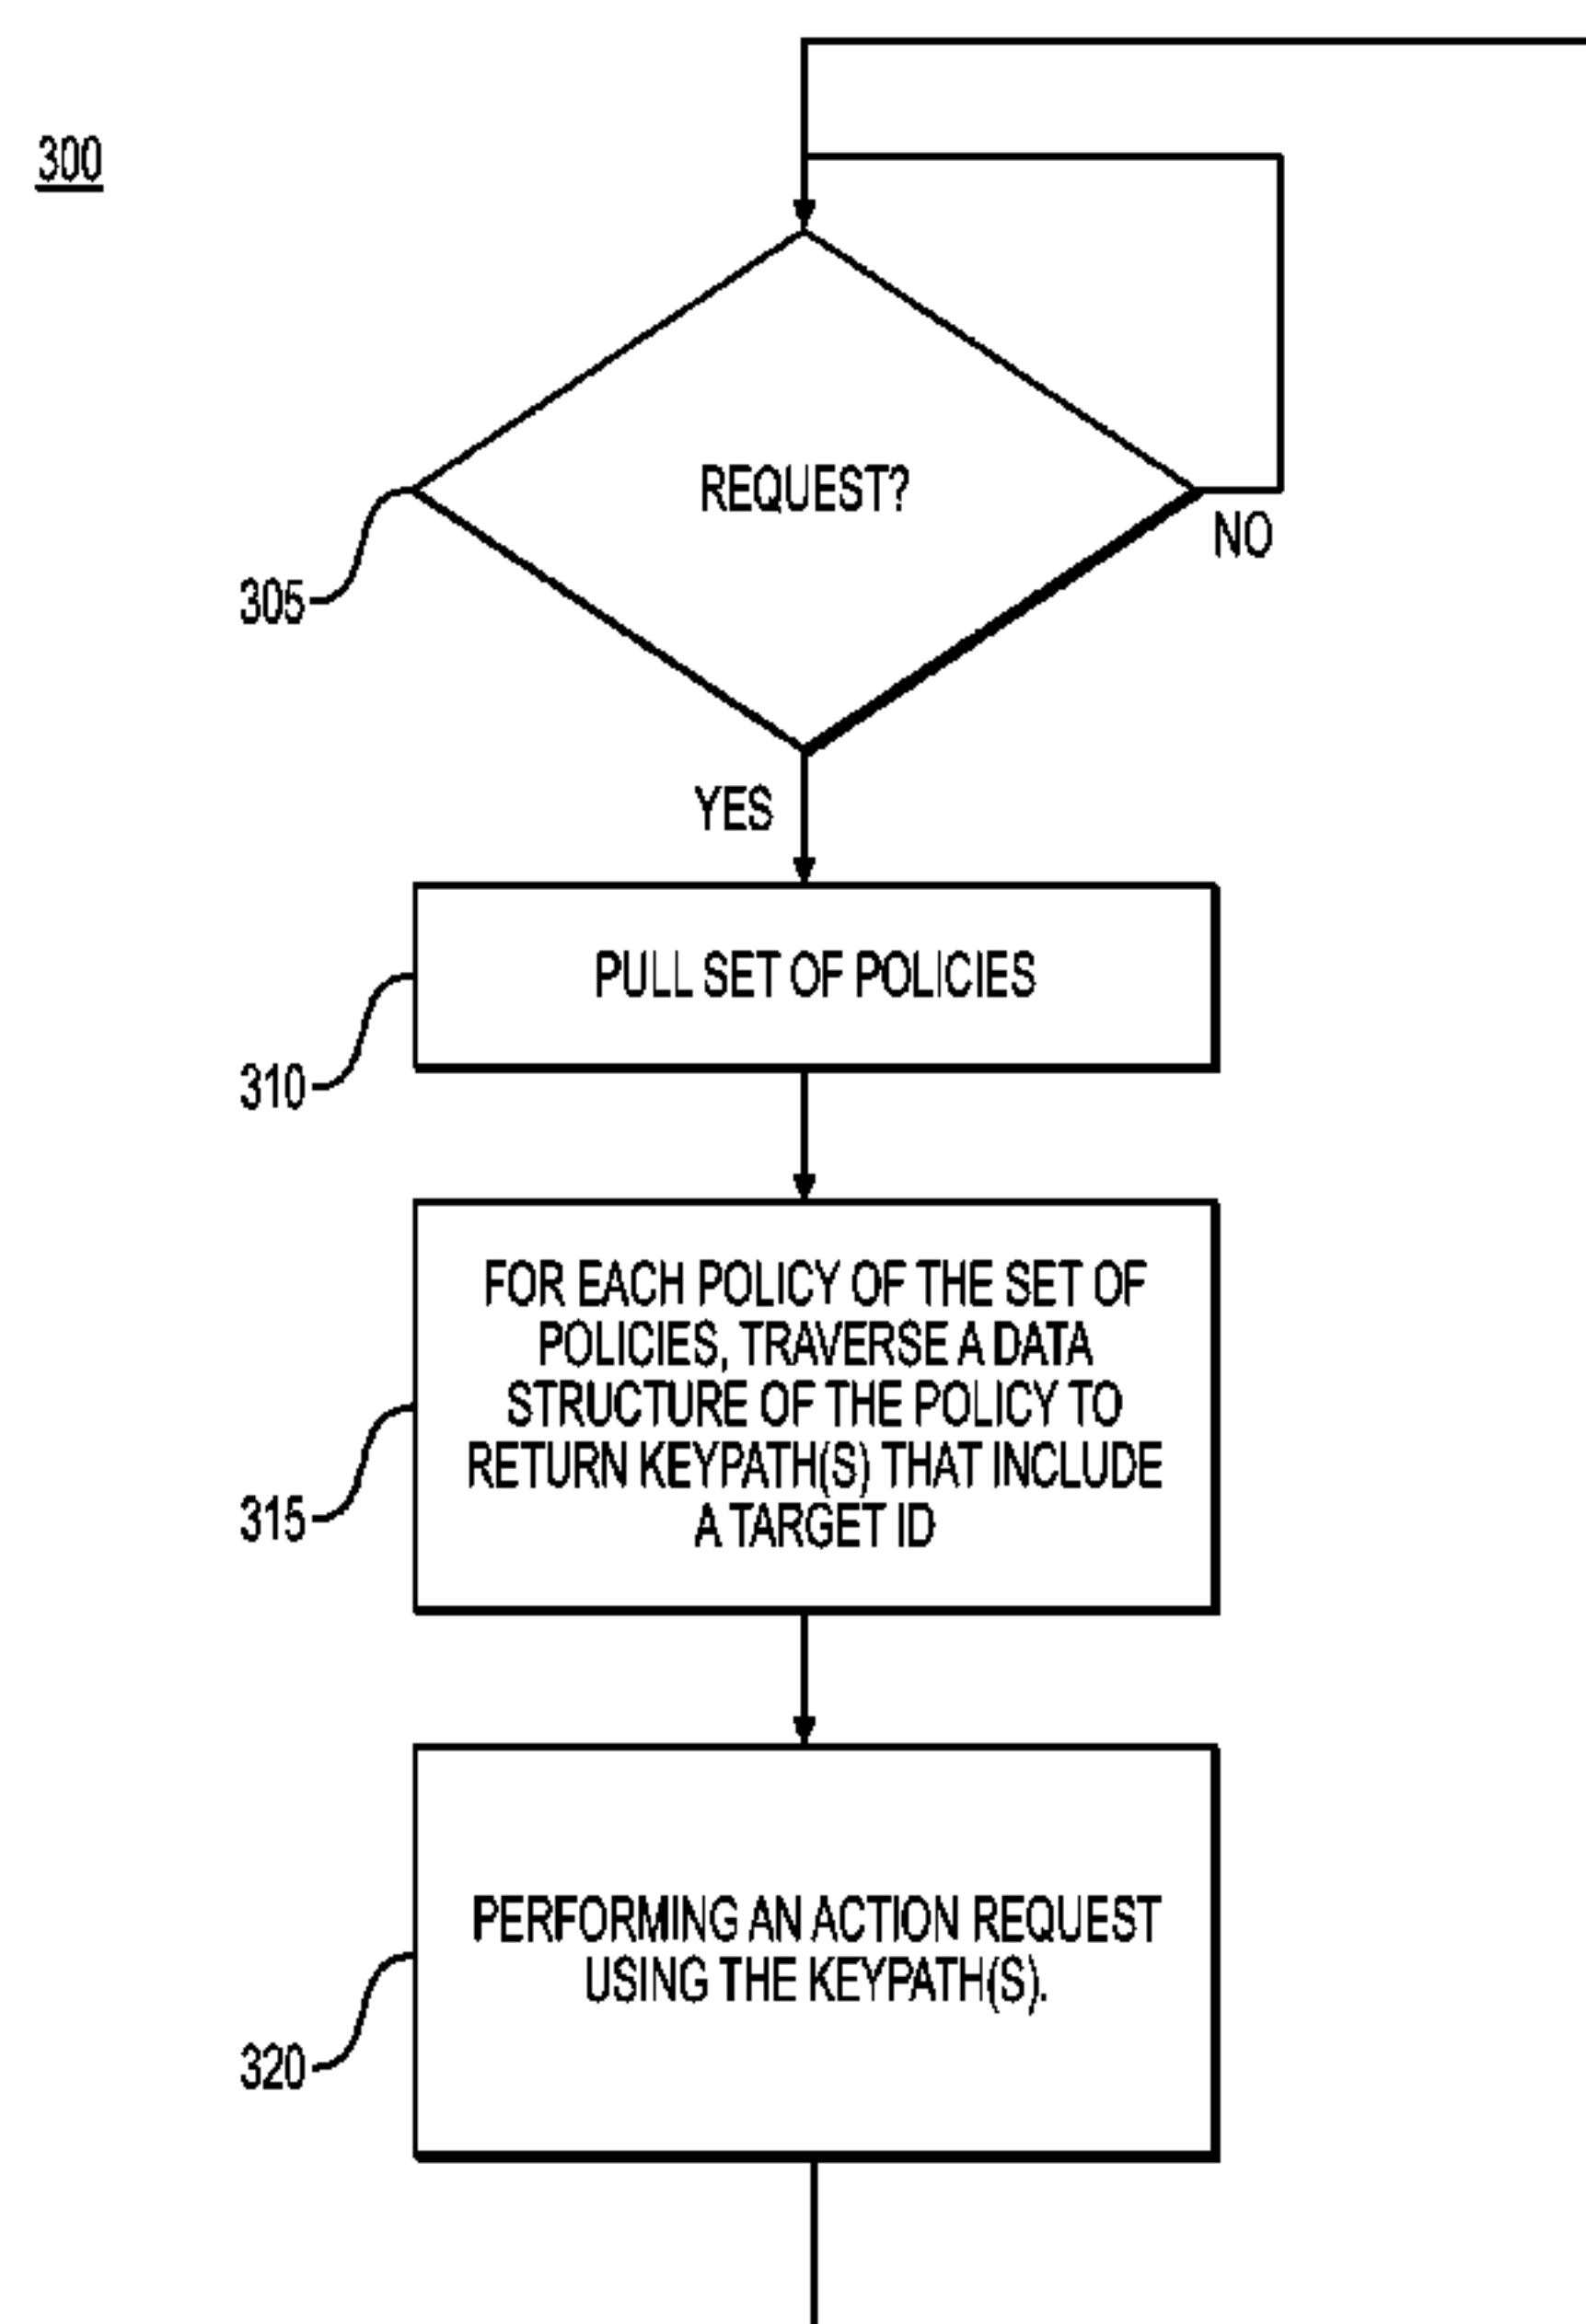 300
REQUEST?
NO
305
YES
PULL SET OF POLICIES
310
FOR EACH POLICY OF THE SET OF
POLICIES, TRAVERSE A DATA
STRUCTURE OF THE POLICY TO
RETURN KEYPATH(S) THAT INCLUDE
A TARGET ID
315
PERFORMING AN ACTION REQUEST
USING THE KEYPATH(S).
320